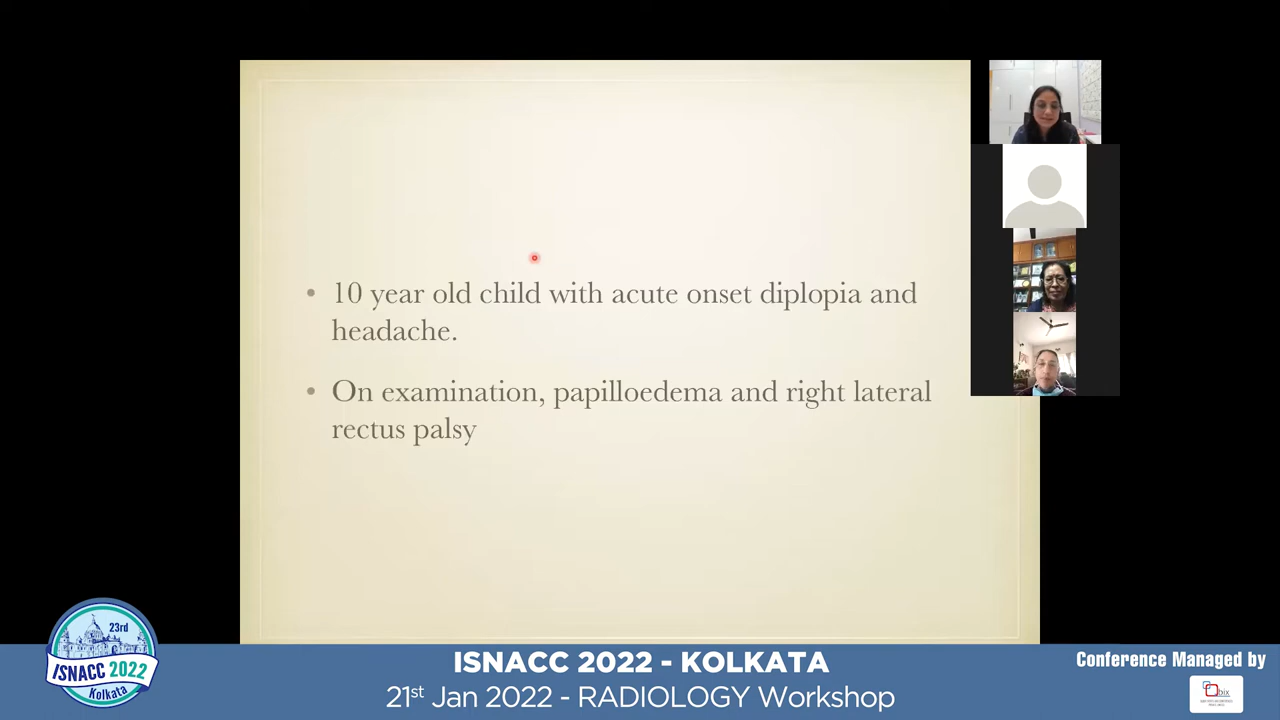 • 10 year old child with acute onset diplopia and
headache.
• On examination, papilloedema and right lateral
rectus palsy
23rd
ISNACC 2022
Kolkata
ISNACC 2022 - KOLKATA
21st Jan 2022 - RADIOLOGY Workshop
Conference Managed by